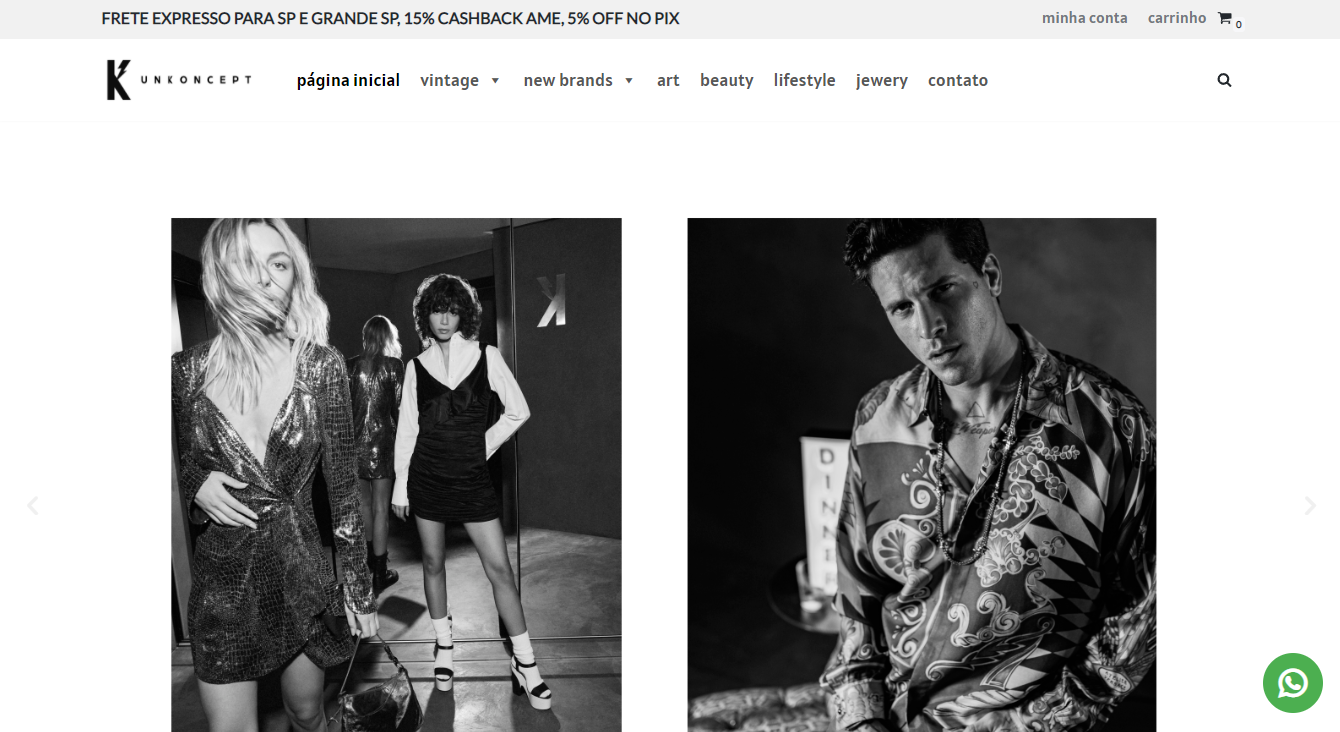 FRETE EXPRESSO PARA SP E GRANDE SP, 15% CASHBACK AME, 5% OFF NO PIX
minha conta carrinho 0
K UNKONCEPT
página inicial vintage new brands art beauty lifestyle jewery contato
K
DINNER